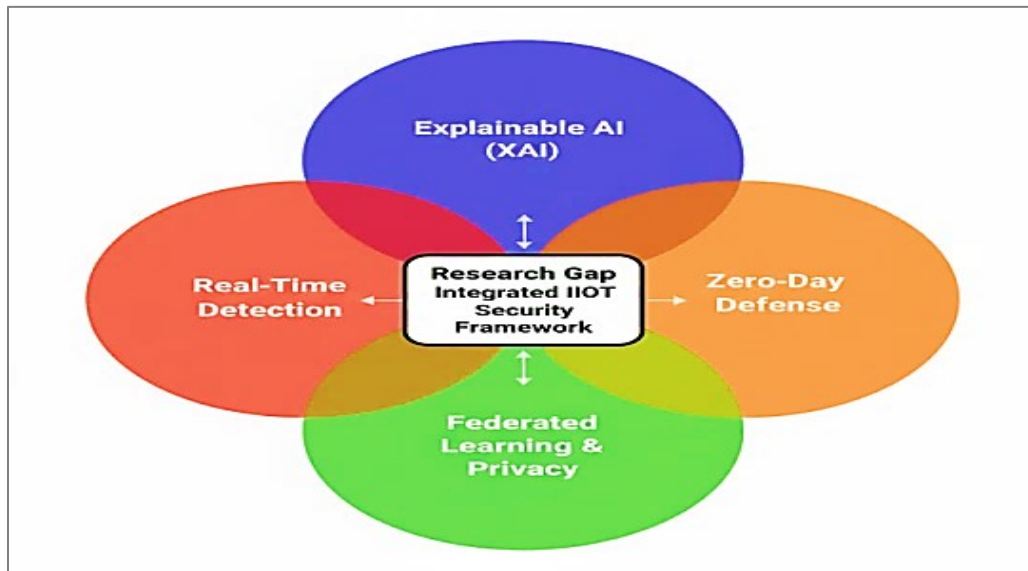 Explainable AI
(XAI)
Real-Time
Detection
Research Gap
Integrated IIOT
Security
Framework
Zero-Day
Defense
Federated
Learning &
Privacy